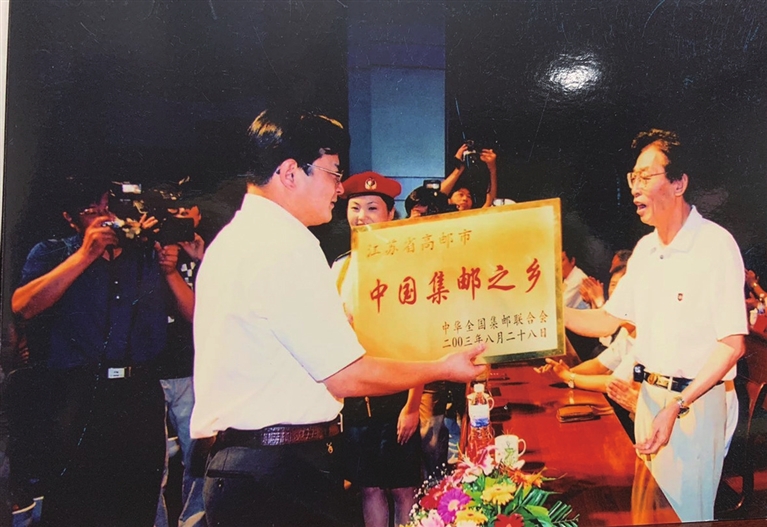 江苏省高邮市
中国集邮之乡
中华全国集邮联合会
二00三年八月二十八日